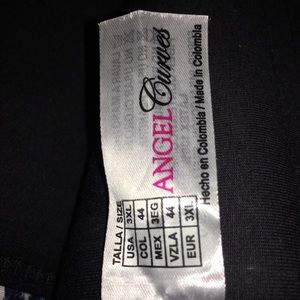 ANGEL Curves
Hecho en Colombia / Made in Colombia
TALLA / SIZE
USA 3XL
COL 44
MEX 3EG
VZLA 44
EUR 3XL